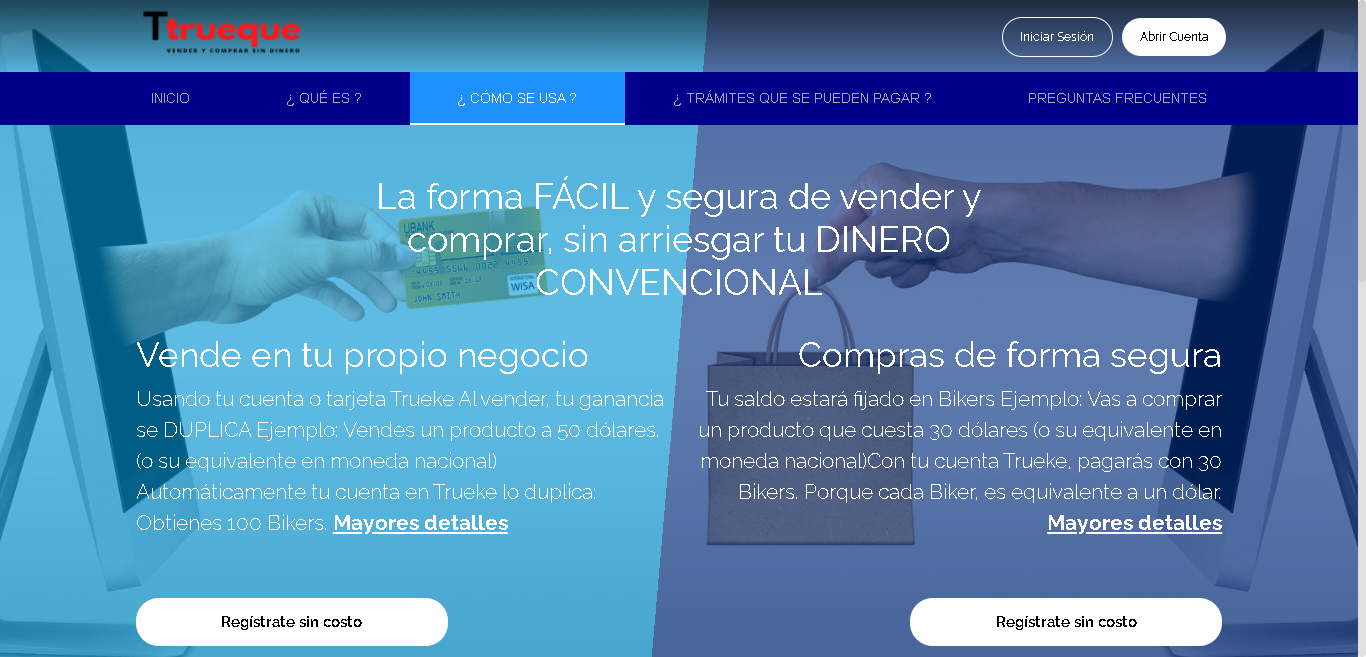 Ttrueque
VENDER Y COMPRAR SIN DINERO
Iniciar Sesión
Abrir Cuenta
INICIO
¿ QUÉ ES ?
¿ CÓMO SE USA ?
¿ TRÁMITES QUE SE PUEDEN PAGAR ?
PREGUNTAS FRECUENTES
La forma FÁCIL y segura de vender y
comprar, sin arriesgar tu DINERO
CONVENCIONAL
UBANK
4455 5566 0022 4455
INTERNATIONAL
WISA
JOHN SMITH
Vende en tu propio negocio
Usando tu cuenta o tarjeta Trueke Al vender, tu ganancia
se DUPLICA Ejemplo: Vendes un producto a 50 dólares.
(o su equivalente en moneda nacional)
Automáticamente tu cuenta en Trueke lo duplica:
Obtienes 100 Bikers. Mayores detalles
Regístrate sin costo
Compras de forma segura
Tu saldo estará fijado en Bikers Ejemplo: Vas a comprar
un producto que cuesta 30 dólares (o su equivalente en
moneda nacional)Con tu cuenta Trueke, pagarás con 30
Bikers. Porque cada Biker, es equivalente a un dólar.
Mayores detalles
Regístrate sin costo